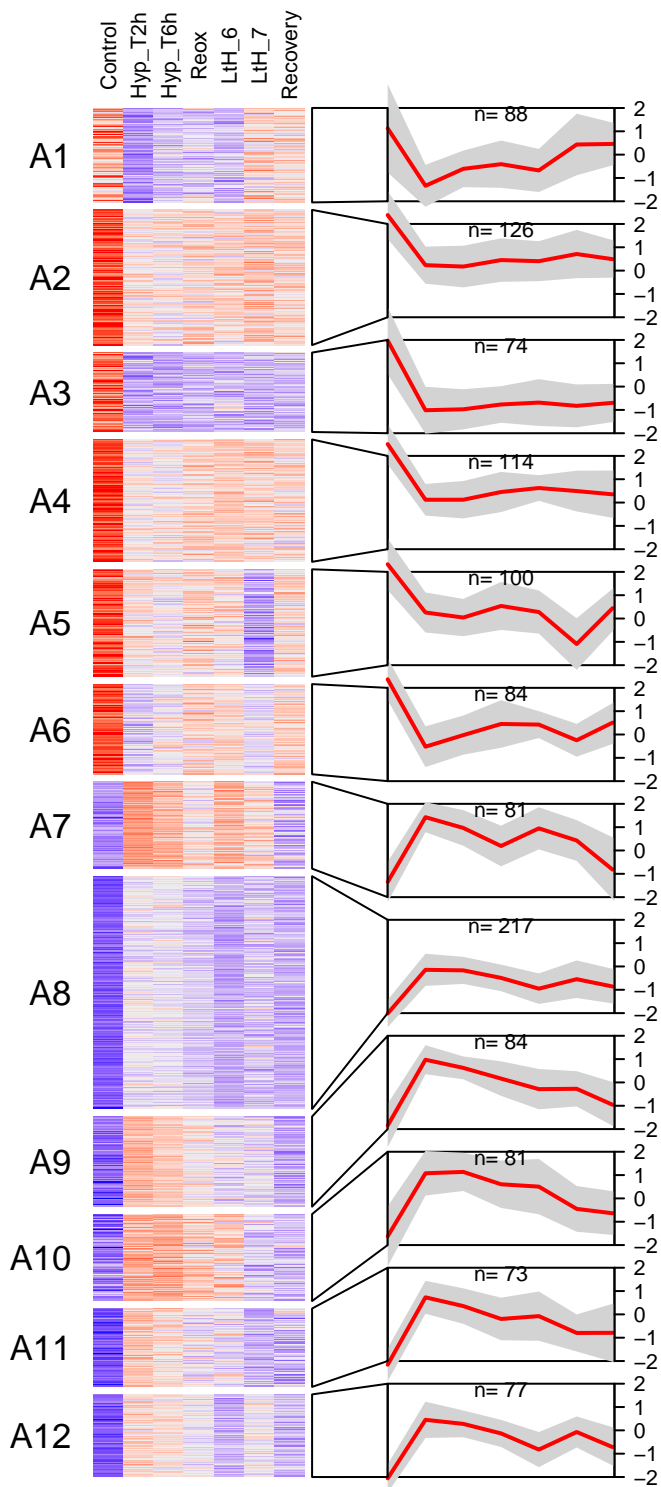 Control
Hyp_T2h
Hyp_T6h
Reox
LtH_6
LtH_7
Recovery
A1
n= 88
2
1
0
−1
−2
A2
n= 126
2
1
0
−1
−2
A3
n= 74
2
1
0
−1
−2
A4
n= 114
2
1
0
−1
−2
A5
n= 100
2
1
0
−1
−2
A6
n= 84
2
1
0
−1
−2
A7
n= 81
2
1
0
−1
−2
A8
n= 217
2
1
0
−1
−2
A9
n= 84
2
1
0
−1
−2
A10
n= 81
2
1
0
−1
−2
A11
n= 73
2
1
0
−1
−2
A12
n= 77
2
1
0
−1
−2